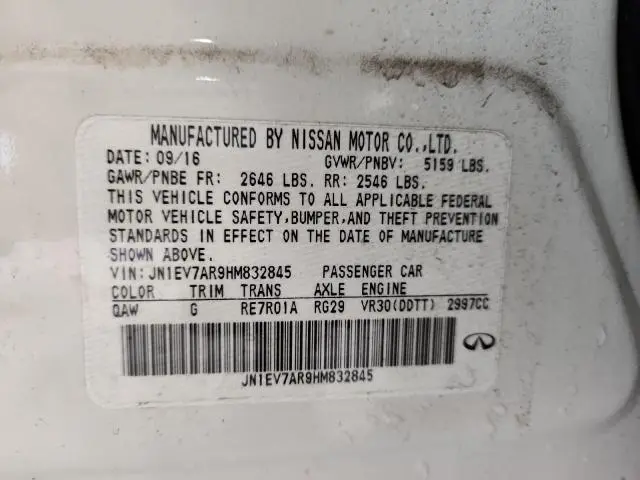 MANUFACTURED BY NISSAN MOTOR CO.,LTD.
DATE: 09/16 GVWR/PNBV: 5159 LBS.
GAWR/PNBE FR: 2646 LBS. RR: 2546 LBS.
THIS VEHICLE CONFORMS TO ALL APPLICABLE FEDERAL
MOTOR VEHICLE SAFETY,BUMPER,AND THEFT PREVENTION
STANDARDS IN EFFECT ON THE DATE OF MANUFACTURE
SHOWN ABOVE.
VIN: JN1EV7AR9HM832845 PASSENGER CAR
COLOR TRIM TRANS AXLE ENGINE
QAW G RE7R01A RG29 VR30(DDTT) 2997CC
JN1EV7AR9HM832845